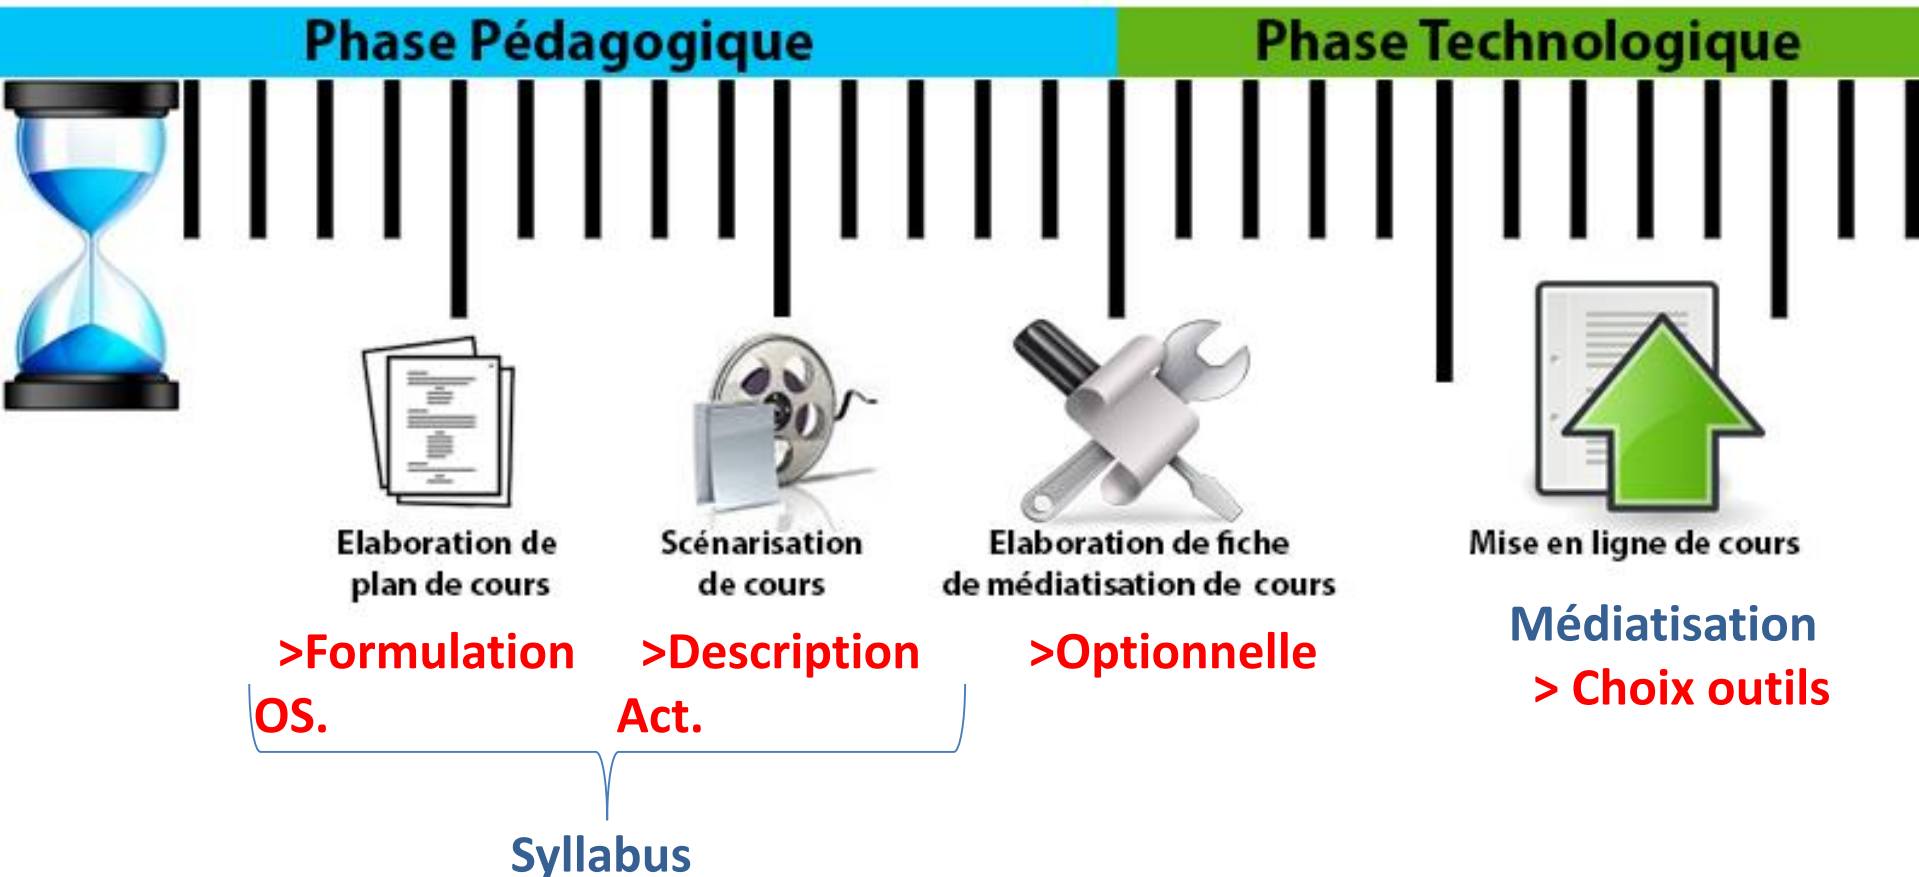 Phase Pédagogique
Phase Technologique
Elaboration de
plan de cours
Scénarisation
de cours
Elaboration de fiche
de médiatisation de cours
Mise en ligne de cours
>Formulation
OS.
>Description
Act.
>Optionnelle
Médiatisation
> Choix outils
Syllabus